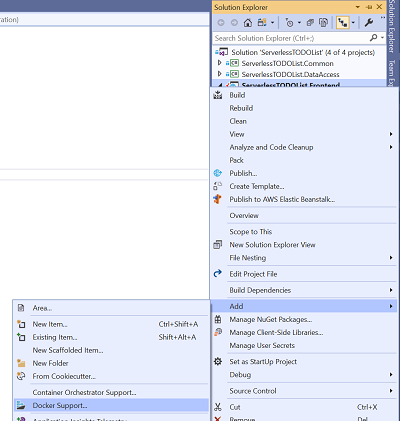 Solution Explorer
ration)
Search Solution Explorer (Ctrl+;)
Solution 'ServerlessTODOList' (4 of 4 projects)
ServerlessTODOList.Common
ServerlessTODOList.DataAccess
ServerlessTODOList.Frontend
Build
Rebuild
Clean
View
Analyze and Code Cleanup
Pack
Publish...
Create Template...
Publish to AWS Elastic Beanstalk...
Overview
Scope to This
New Solution Explorer View
File Nesting
Edit Project File
Build Dependencies
Add
Manage NuGet Packages...
Manage Client-Side Libraries...
Manage User Secrets
Set as StartUp Project
Debug
Source Control
Cut Ctrl+X
Remove Del
Area...
New Item... Ctrl+Shift+A
Existing Item... Shift+Alt+A
New Scaffolded Item...
New Folder
From Cookiecutter...
Container Orchestrator Support...
Docker Support...
Application Insights Telemetry...
Solution Explorer
Team Ex